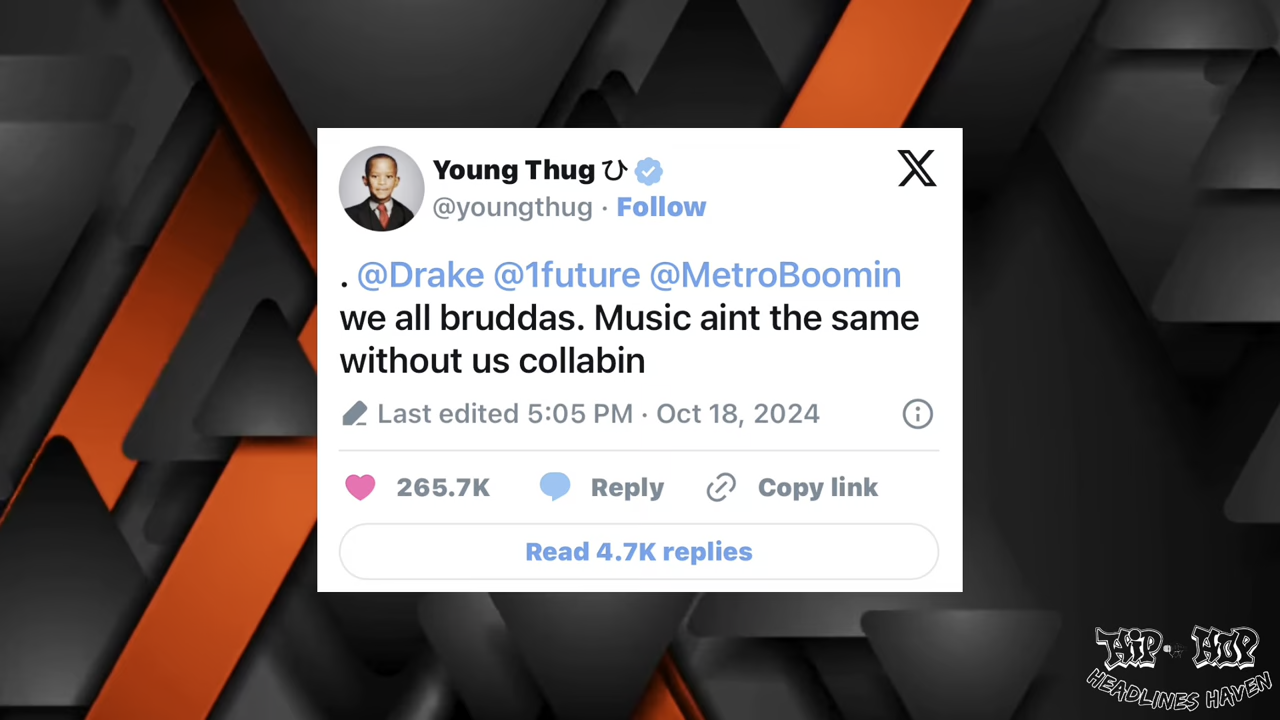 Young Thug ひ
@youngthug · Follow
. @Drake @1future @MetroBoomin
we all bruddas. Music aint the same
without us collabin
Last edited 5:05 PM · Oct 18, 2024
265.7K Reply Copy link
Read 4.7K replies
HiP HOP
HEADLINES HAVEN